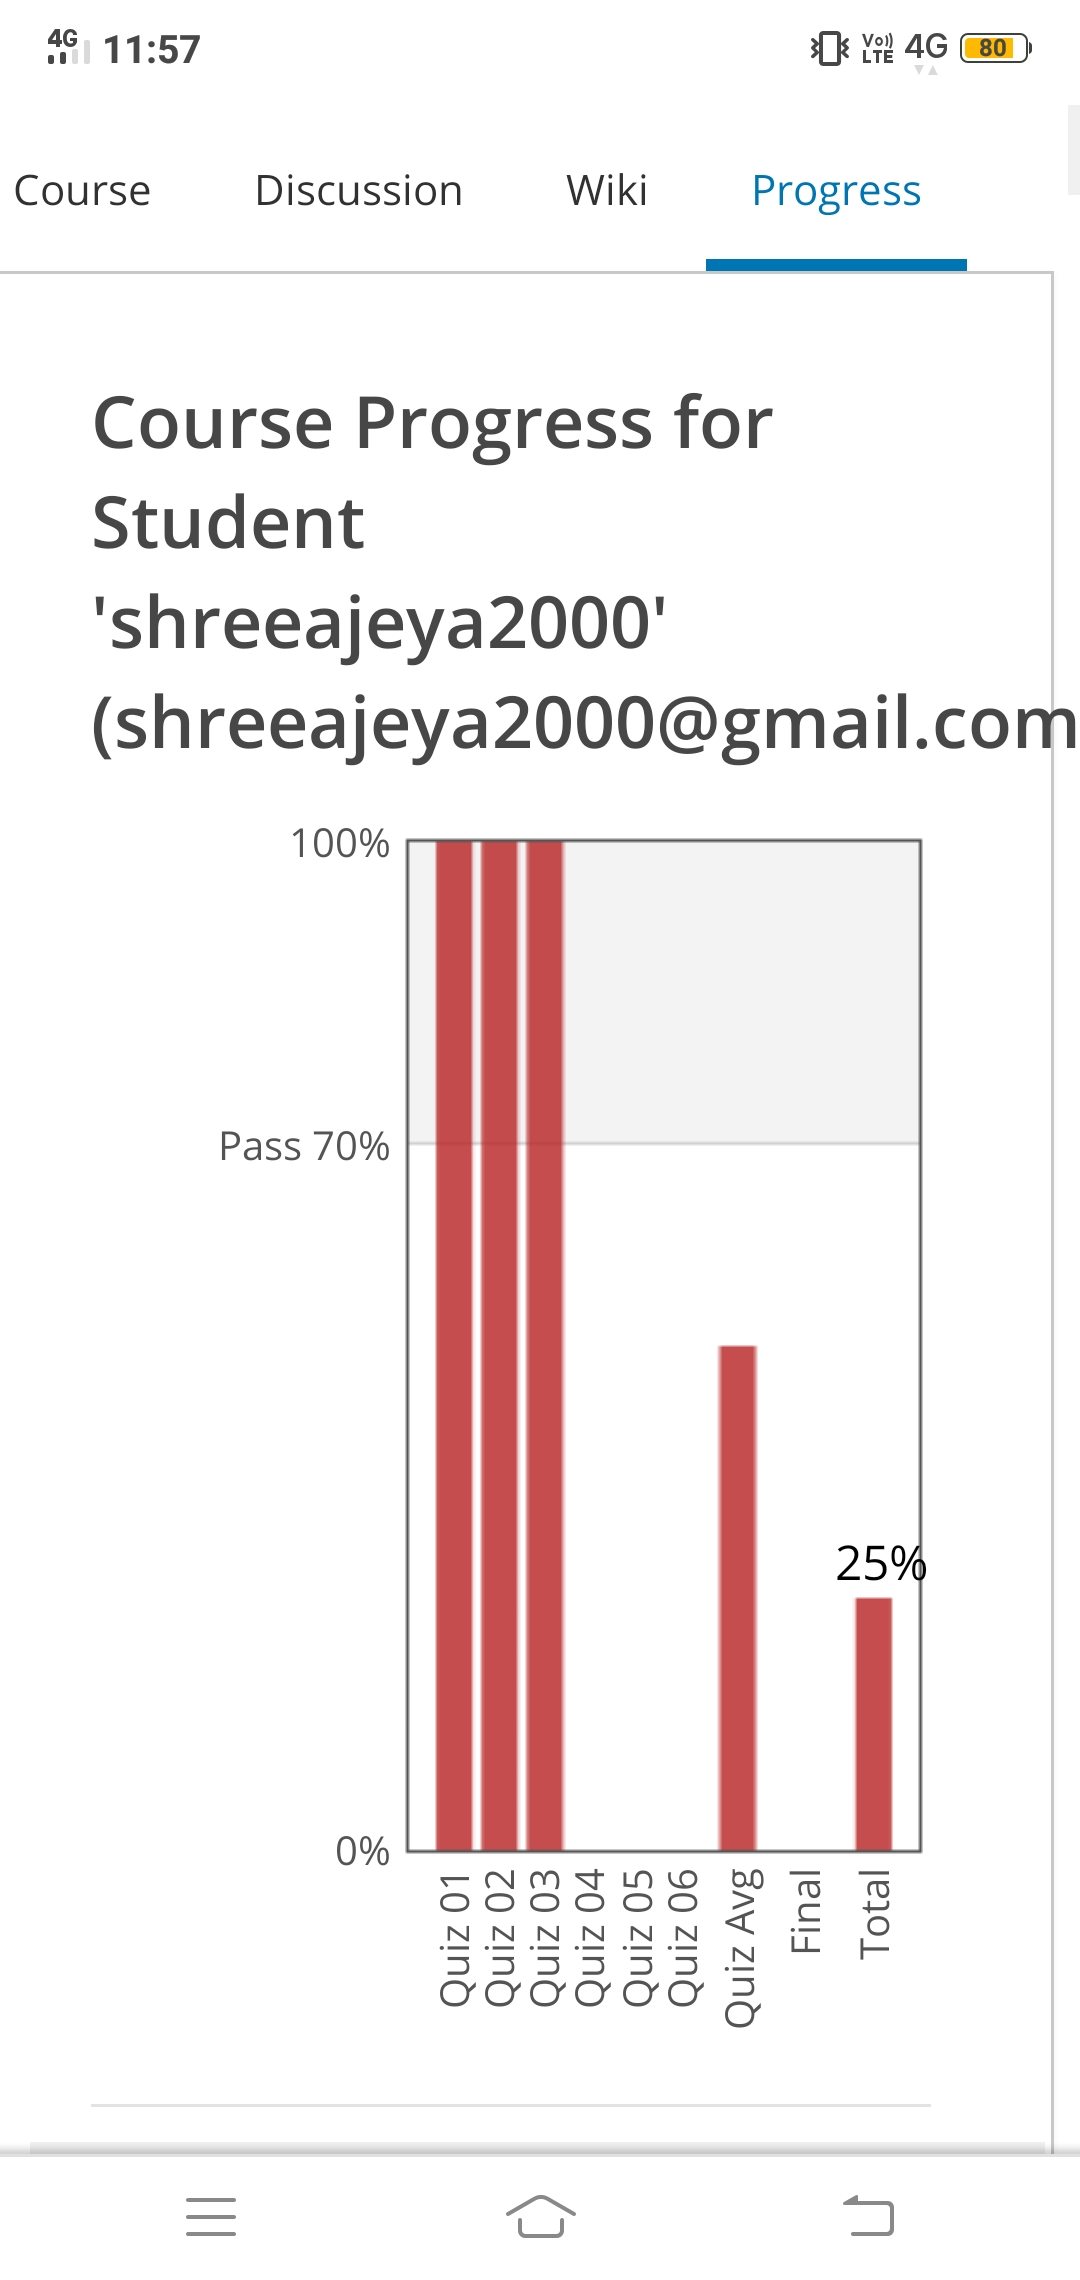 4G 11:57 Vo)) LTE 4G 80
Course Discussion Wiki Progress
Course Progress for
Student
'shreeajeya2000'
(shreeajeya2000@gmail.com
100%
Pass 70%
25%
0%
Quiz 01
Quiz 02
Quiz 03
Quiz 04
Quiz 05
Quiz 06
Quiz Avg
Final
Total